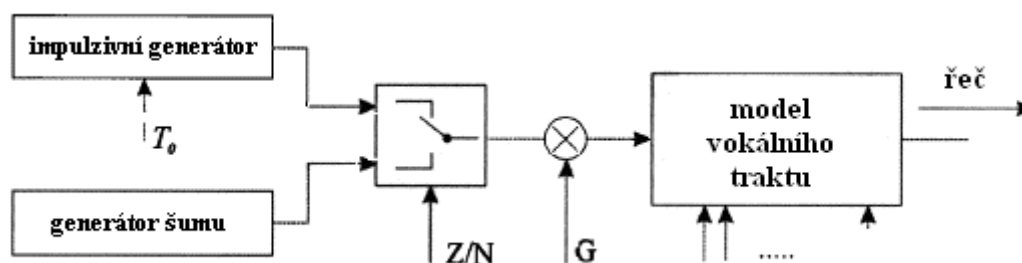 impulzivní generátor
T₀
generátor šumu
Z/N
G
model
vokálního
traktu
řeč
.....